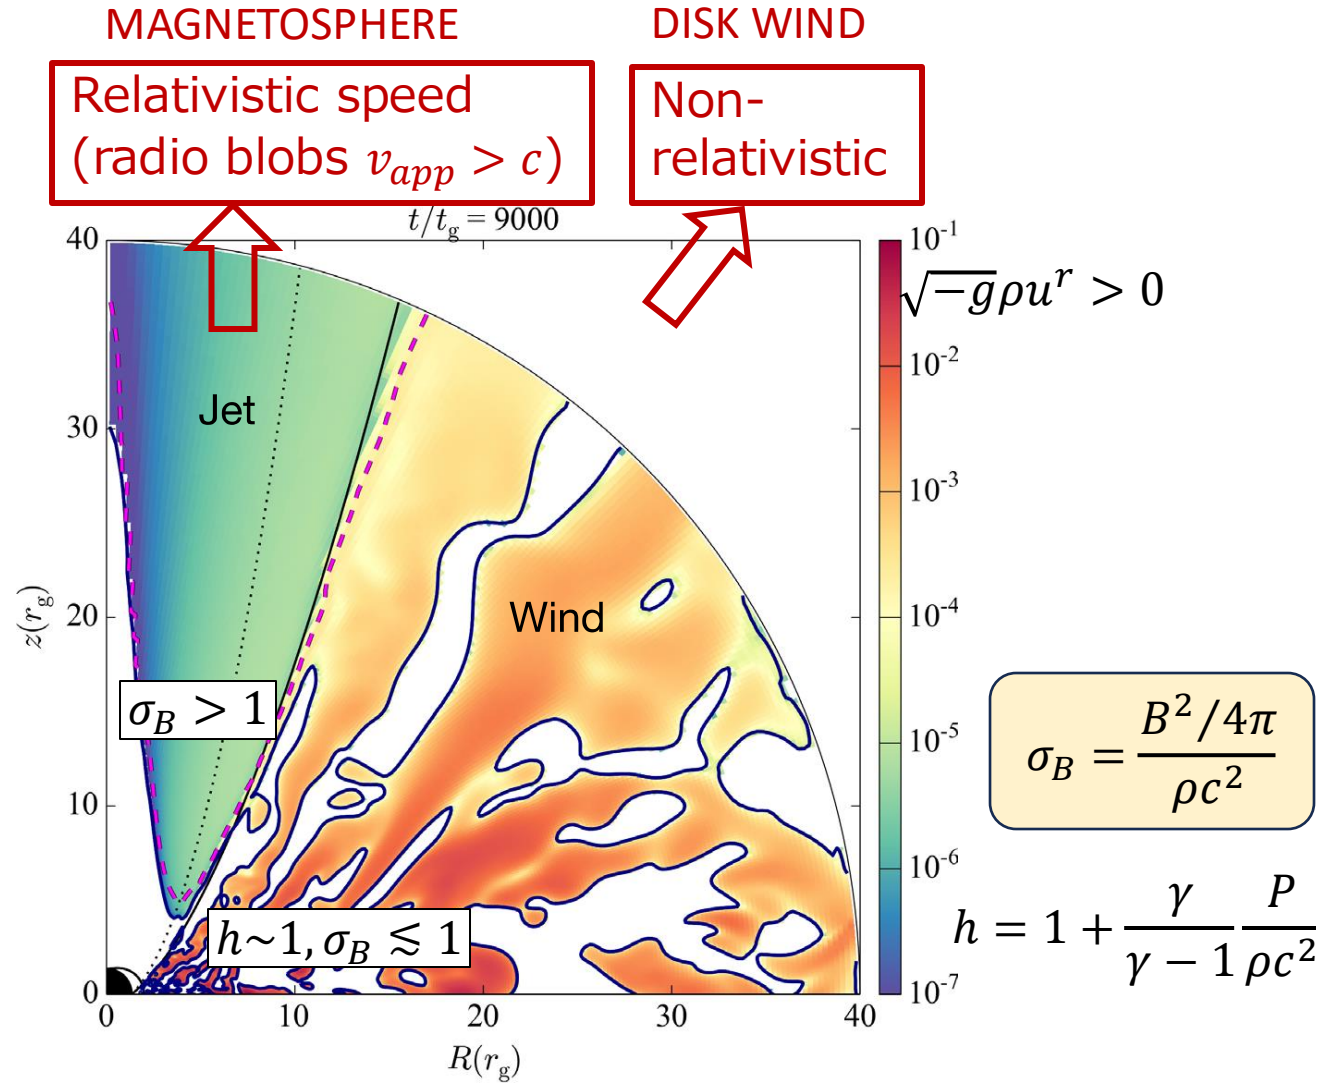 MAGNETOSPHERE
DISK WIND
Relativistic speed
(radio blobs v_app > c)
Non-
relativistic
t/t_g = 9000
√−g ρu^r > 0
Jet
Wind
σ_B > 1
h~1, σ_B ≲ 1
σ_B = (B²/4π)/(ρc²)
h = 1 + γ/(γ − 1) P/(ρc²)
z(r_g)
40
30
20
10
0
0
10
20
30
40
R(r_g)
10^-1
10^-2
10^-3
10^-4
10^-5
10^-6
10^-7